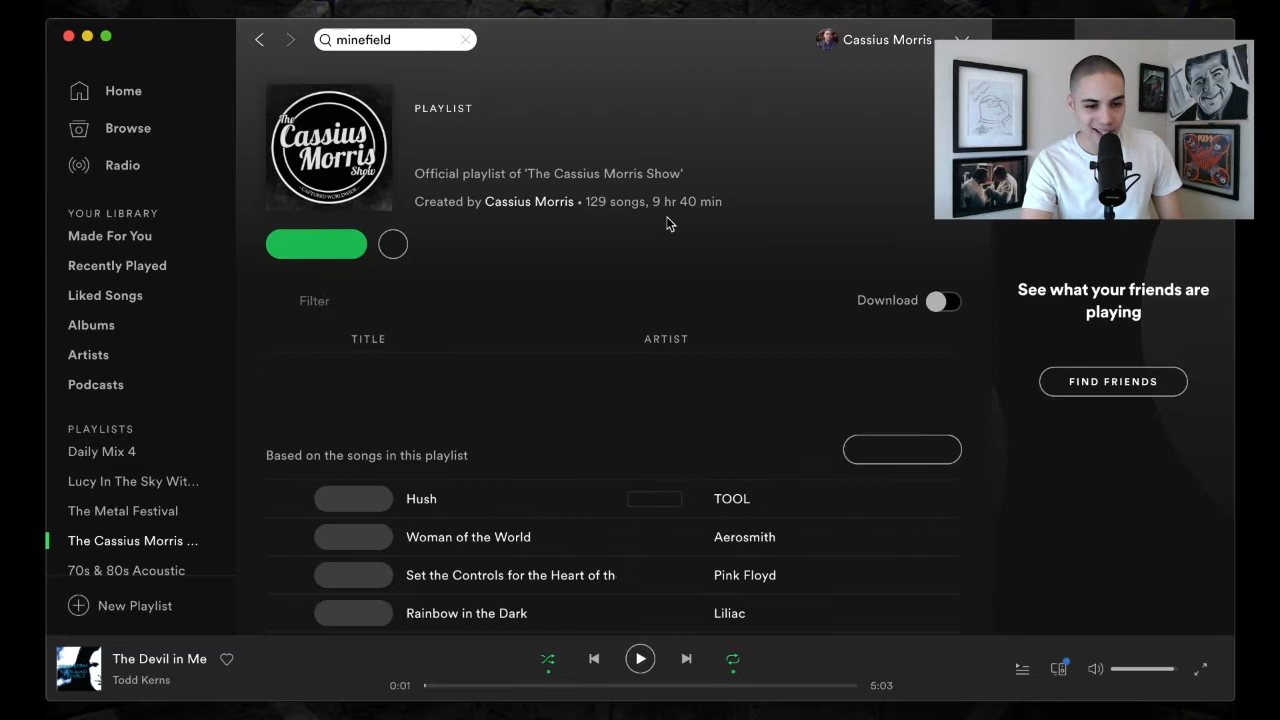 minefield
Cassius Morris
Home
Browse
Radio
YOUR LIBRARY
Made For You
Recently Played
Liked Songs
Albums
Artists
Podcasts
PLAYLISTS
Daily Mix 4
Lucy In The Sky Wit...
The Metal Festival
The Cassius Morris ...
70s & 80s Acoustic
New Playlist
The
Cassius
Morris
Show
CAPTURED WORLDWIDE
PLAYLIST
Official playlist of 'The Cassius Morris Show'
Created by Cassius Morris • 129 songs, 9 hr 40 min
Filter
Download
TITLE ARTIST
Based on the songs in this playlist
Hush TOOL
Woman of the World Aerosmith
Set the Controls for the Heart of th Pink Floyd
Rainbow in the Dark Liliac
KISS
See what your friends are
playing
FIND FRIENDS
The Devil in Me
Todd Kerns
0:01 5:03